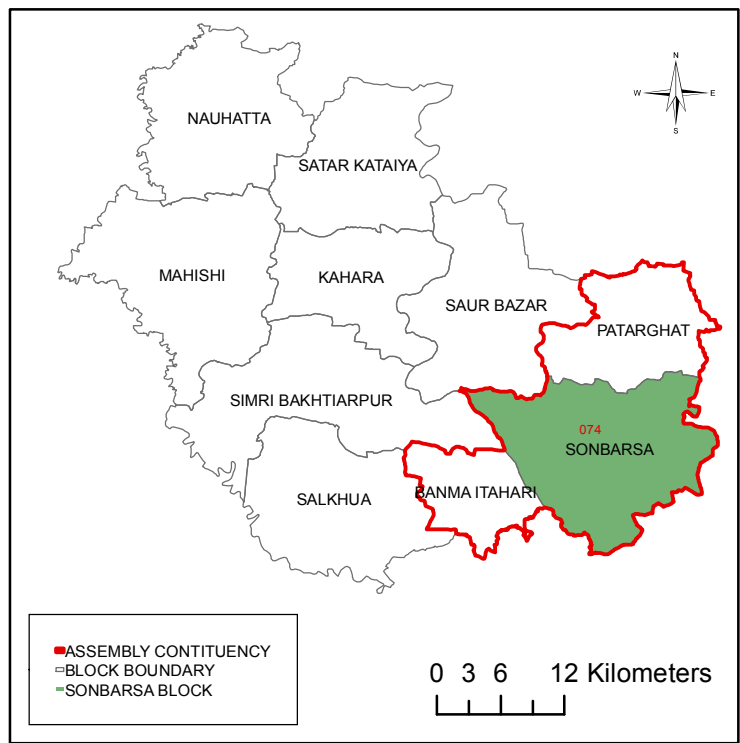 N
W E
S
NAUHATTA
SATAR KATAIYA
MAHISHI
KAHARA
SAUR BAZAR
PATARGHAT
SIMRI BAKHTIARPUR
074
SONBARSA
SALKHUA
BANMA ITAHARI
ASSEMBLY CONTITUENCY
BLOCK BOUNDARY
SONBARSA BLOCK
0 3 6 12 Kilometers